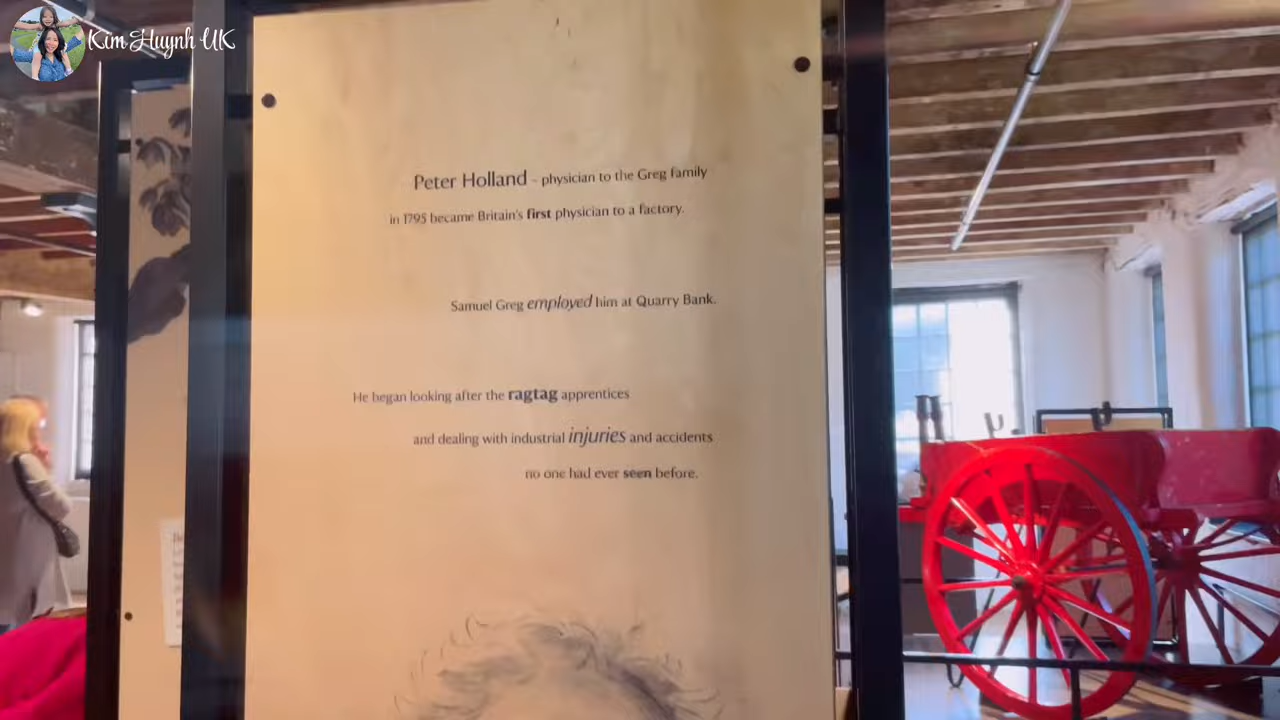 Kim Huynh UK
Peter Holland - physician to the Greg family
in 1795 became Britain's first physician to a factory.
Samuel Greg employed him at Quarry Bank.
He began looking after the ragtag apprentices
and dealing with industrial injuries and accidents
no one had ever seen before.